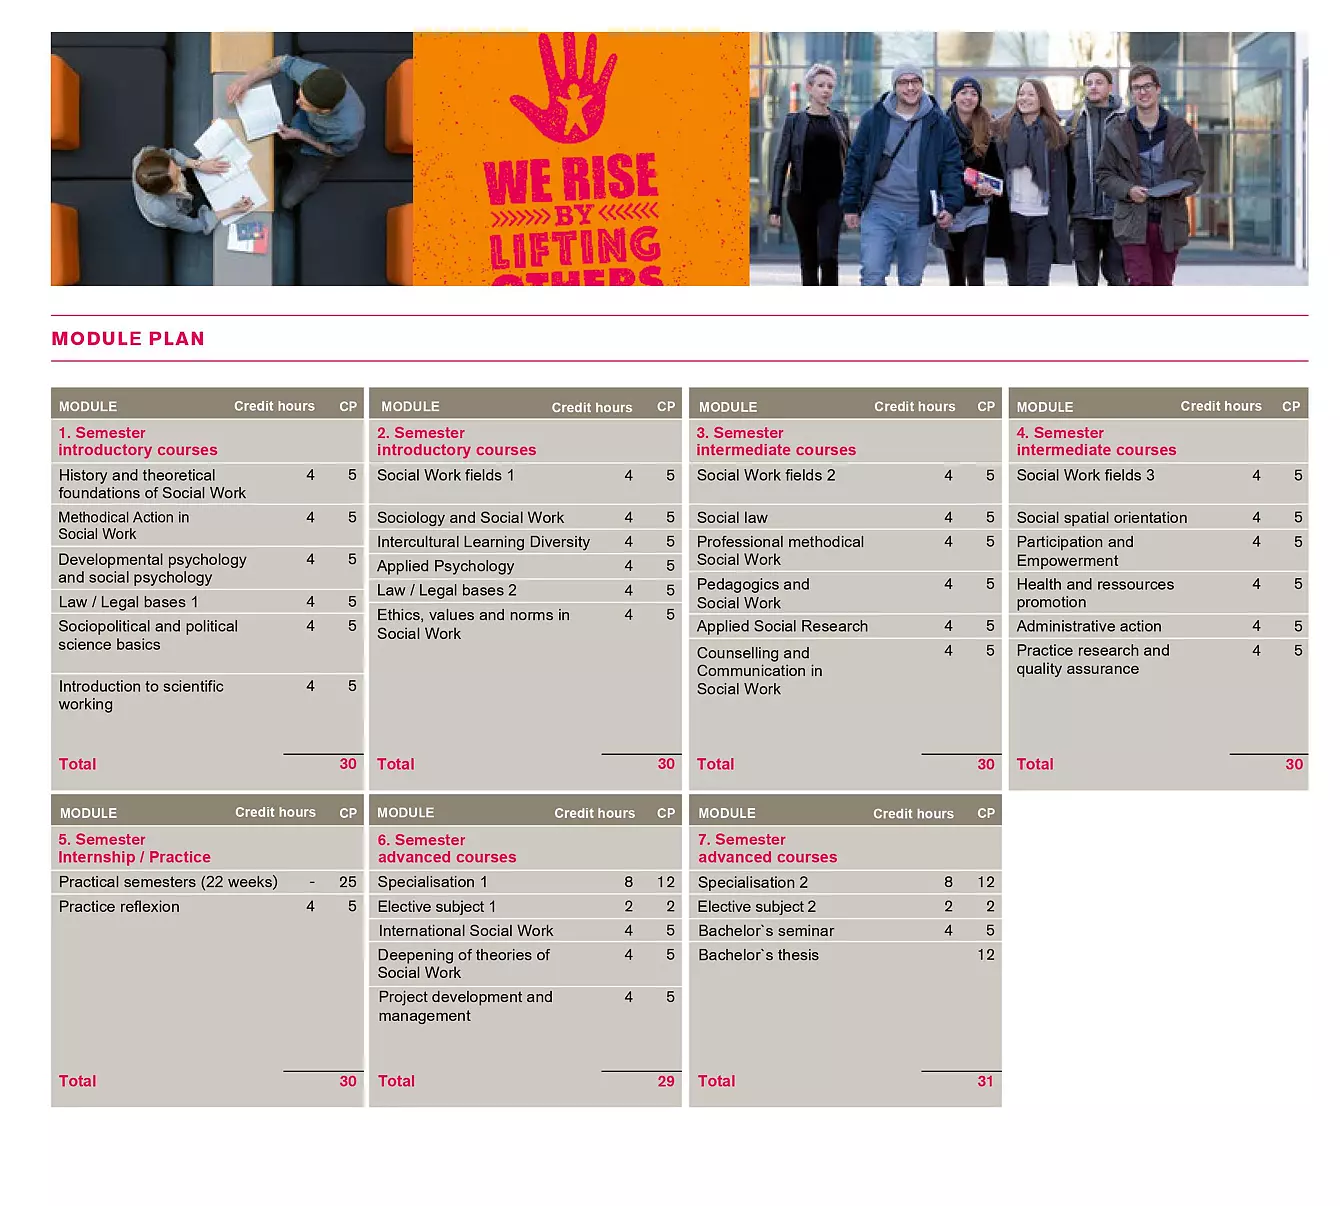 WE RISE
BY
LIFTING
OTHERS
MODULE PLAN
MODULE Credit hours CP
1. Semester
introductory courses
History and theoretical 4 5
foundations of Social Work
Methodical Action in 4 5
Social Work
Developmental psychology 4 5
and social psychology
Law / Legal bases 1 4 5
Sociopolitical and political 4 5
science basics
Introduction to scientific 4 5
working
Total 30
MODULE Credit hours CP
2. Semester
introductory courses
Social Work fields 1 4 5
Sociology and Social Work 4 5
Intercultural Learning Diversity 4 5
Applied Psychology 4 5
Law / Legal bases 2 4 5
Ethics, values and norms in 4 5
Social Work
Total 30
MODULE Credit hours CP
3. Semester
intermediate courses
Social Work fields 2 4 5
Social law 4 5
Professional methodical 4 5
Social Work
Pedagogics and 4 5
Social Work
Applied Social Research 4 5
Counselling and 4 5
Communication in
Social Work
Total 30
MODULE Credit hours CP
4. Semester
intermediate courses
Social Work fields 3 4 5
Social spatial orientation 4 5
Participation and 4 5
Empowerment
Health and ressources 4 5
promotion
Administrative action 4 5
Practice research and 4 5
quality assurance
Total 30
MODULE Credit hours CP
5. Semester
Internship / Practice
Practical semesters (22 weeks) - 25
Practice reflexion 4 5
Total 30
MODULE Credit hours CP
6. Semester
advanced courses
Specialisation 1 8 12
Elective subject 1 2 2
International Social Work 4 5
Deepening of theories of 4 5
Social Work
Project development and 4 5
management
Total 29
MODULE Credit hours CP
7. Semester
advanced courses
Specialisation 2 8 12
Elective subject 2 2 2
Bachelor`s seminar 4 5
Bachelor`s thesis 12
Total 31